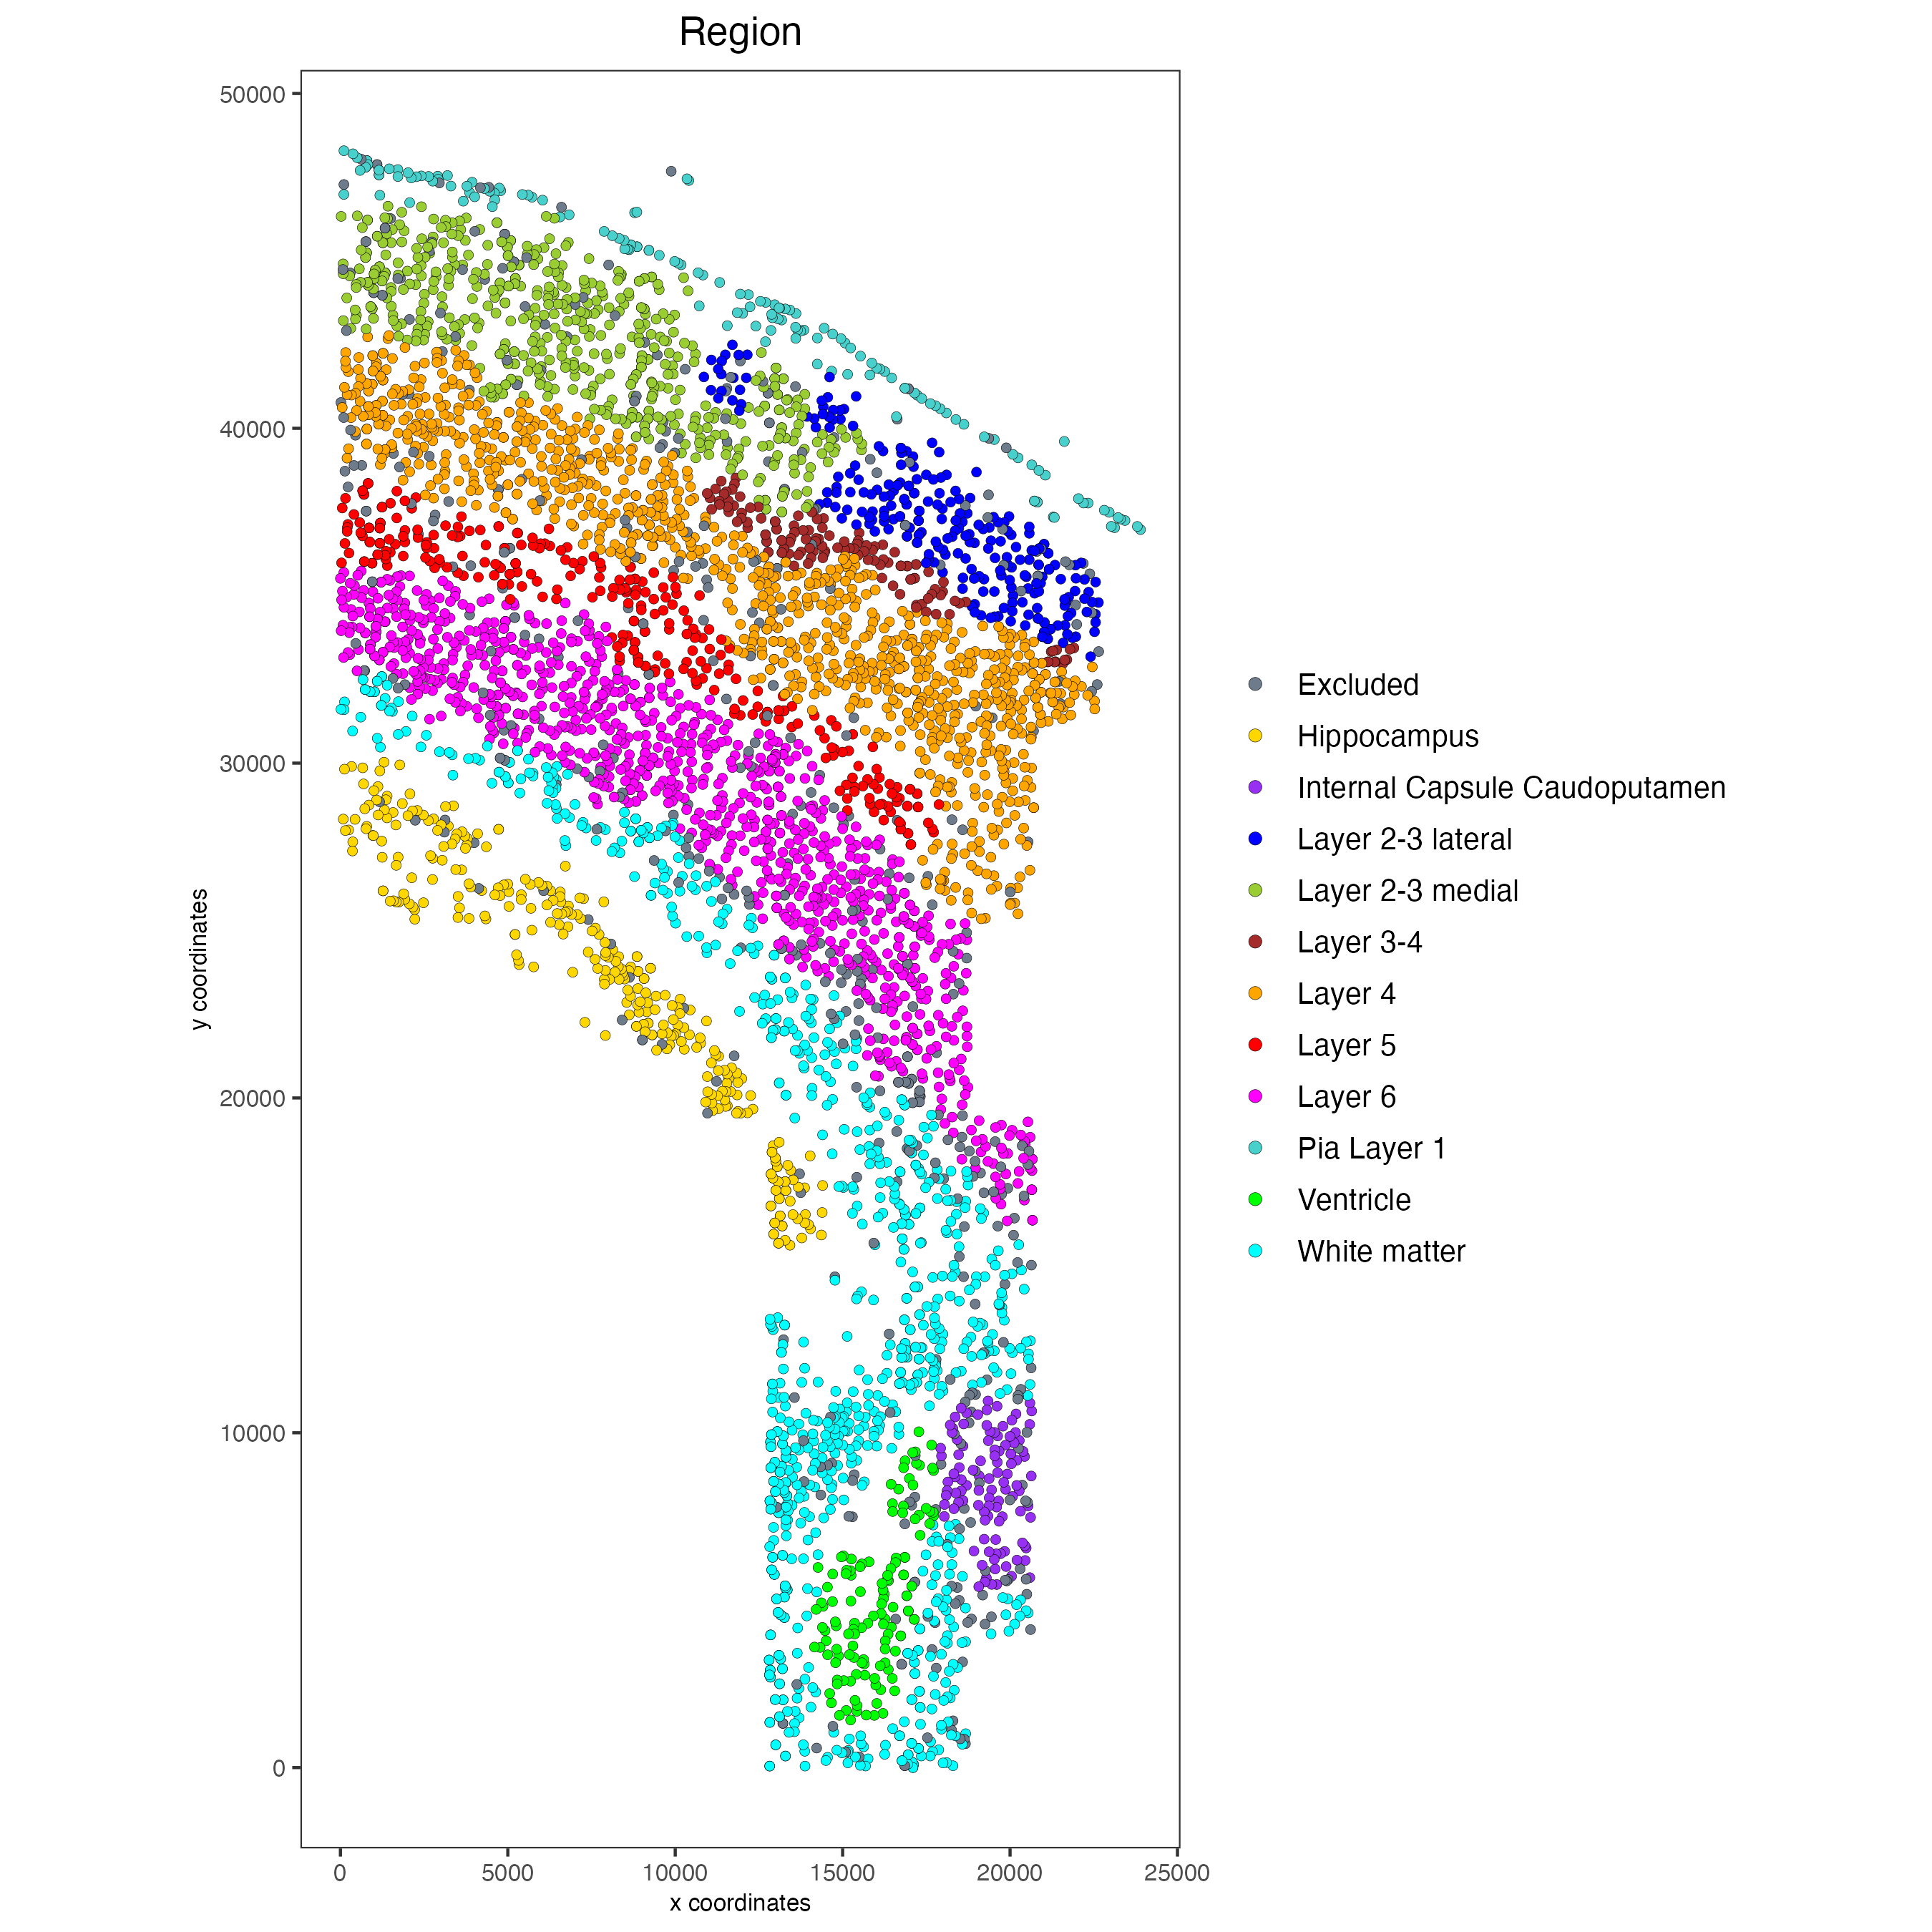 Region
50000
40000
30000
20000
10000
0
y coordinates
0 5000 10000 15000 20000 25000
x coordinates
Excluded
Hippocampus
Internal Capsule Caudoputamen
Layer 2-3 lateral
Layer 2-3 medial
Layer 3-4
Layer 4
Layer 5
Layer 6
Pia Layer 1
Ventricle
White matter